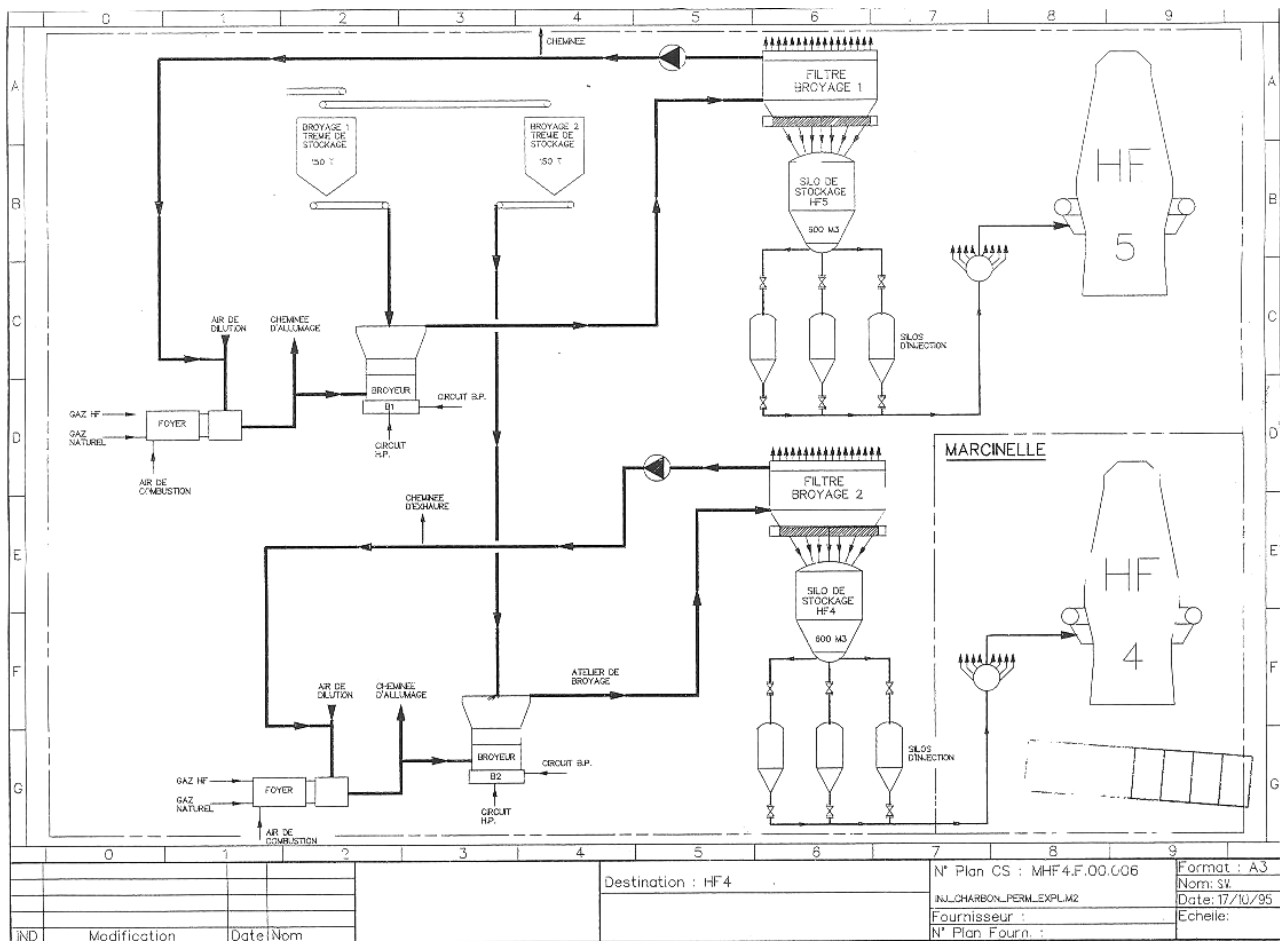 0 1 2 3 4 5 6 7 8 9
A
B
C
D
E
F
G
A
B
C
D
E
F
G
CHEMINEE
FILTRE
BROYAGE 1
BROYAGE 1
TREMIE DE
STOCKAGE
150 T
BROYAGE 2
TREMIE DE
STOCKAGE
150 T
SILO DE
STOCKAGE
HF5
600 M3
HF
5
AIR DE
DILUTION
CHEMINEE
D'ALLUMAGE
SILOS
D'INJECTION
BROYEUR
B1
CIRCUIT B.P.
CIRCUIT
H.P.
GAZ HF
GAZ
NATUREL
FOYER
AIR DE
COMBUSTION
MARCINELLE
FILTRE
BROYAGE 2
CHEMINEE
D'EXHAURE
SILO DE
STOCKAGE
HF4
600 M3
HF
4
ATELIER DE
BROYAGE
AIR DE
DILUTION
CHEMINEE
D'ALLUMAGE
SILOS
D'INJECTION
BROYEUR
B2
CIRCUIT B.P.
CIRCUIT
H.P.
GAZ HF
GAZ
NATUREL
FOYER
AIR DE
COMBUSTION
0 1 2 3 4 5 6 7 8 9
Destination : HF4
N° Plan CS : MHF4.F.00.006
INJ_CHARBON_PERM_EXPL.M2
Fournisseur :
N° Plan Fourn. :
Format : A3
Nom: SV.
Date: 17/10/95
Echelle:
IND Modification Date Nom